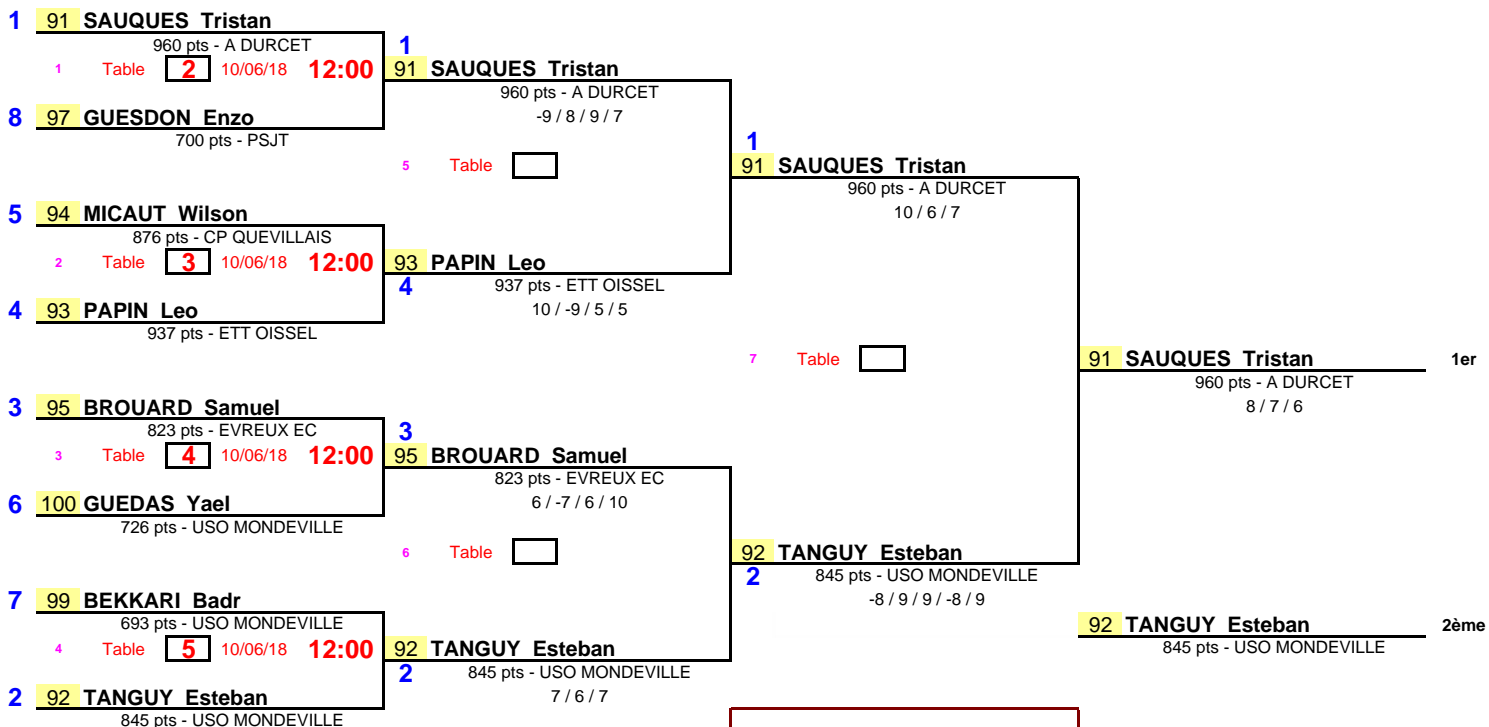 1 91 SAUQUES Tristan
960 pts - A DURCET
1 Table 2 10/06/18 12:00
8 97 GUESDON Enzo
700 pts - PSJT
5 94 MICAUT Wilson
876 pts - CP QUEVILLAIS
2 Table 3 10/06/18 12:00
4 93 PAPIN Leo
937 pts - ETT OISSEL
3 95 BROUARD Samuel
823 pts - EVREUX EC
3 Table 4 10/06/18 12:00
6 100 GUEDAS Yael
726 pts - USO MONDEVILLE
7 99 BEKKARI Badr
693 pts - USO MONDEVILLE
4 Table 5 10/06/18 12:00
2 92 TANGUY Esteban
845 pts - USO MONDEVILLE
1
91 SAUQUES Tristan
960 pts - A DURCET
-9 / 8 / 9 / 7
5 Table
93 PAPIN Leo
4
937 pts - ETT OISSEL
10 / -9 / 5 / 5
3
95 BROUARD Samuel
823 pts - EVREUX EC
6 / -7 / 6 / 10
6 Table
92 TANGUY Esteban
2
845 pts - USO MONDEVILLE
7 / 6 / 7
1
91 SAUQUES Tristan
960 pts - A DURCET
10 / 6 / 7
7 Table
92 TANGUY Esteban
2
845 pts - USO MONDEVILLE
-8 / 9 / 9 / -8 / 9
91 SAUQUES Tristan 1er
960 pts - A DURCET
8 / 7 / 6
92 TANGUY Esteban 2ème
845 pts - USO MONDEVILLE